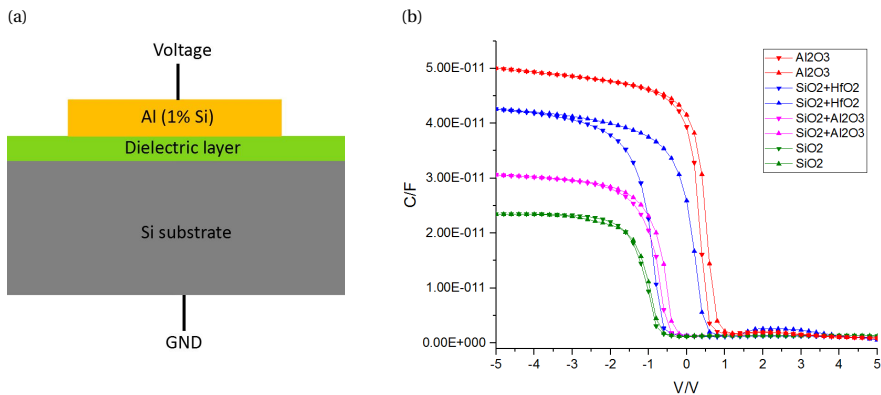 (a)
Voltage
Al (1% Si)
Dielectric layer
Si substrate
GND
(b)
C/F
5.00E-011
4.00E-011
3.00E-011
2.00E-011
1.00E-011
0.00E+000
-5 -4 -3 -2 -1 0 1 2 3 4 5
V/V
Al2O3
Al2O3
SiO2+HfO2
SiO2+HfO2
SiO2+Al2O3
SiO2+Al2O3
SiO2
SiO2